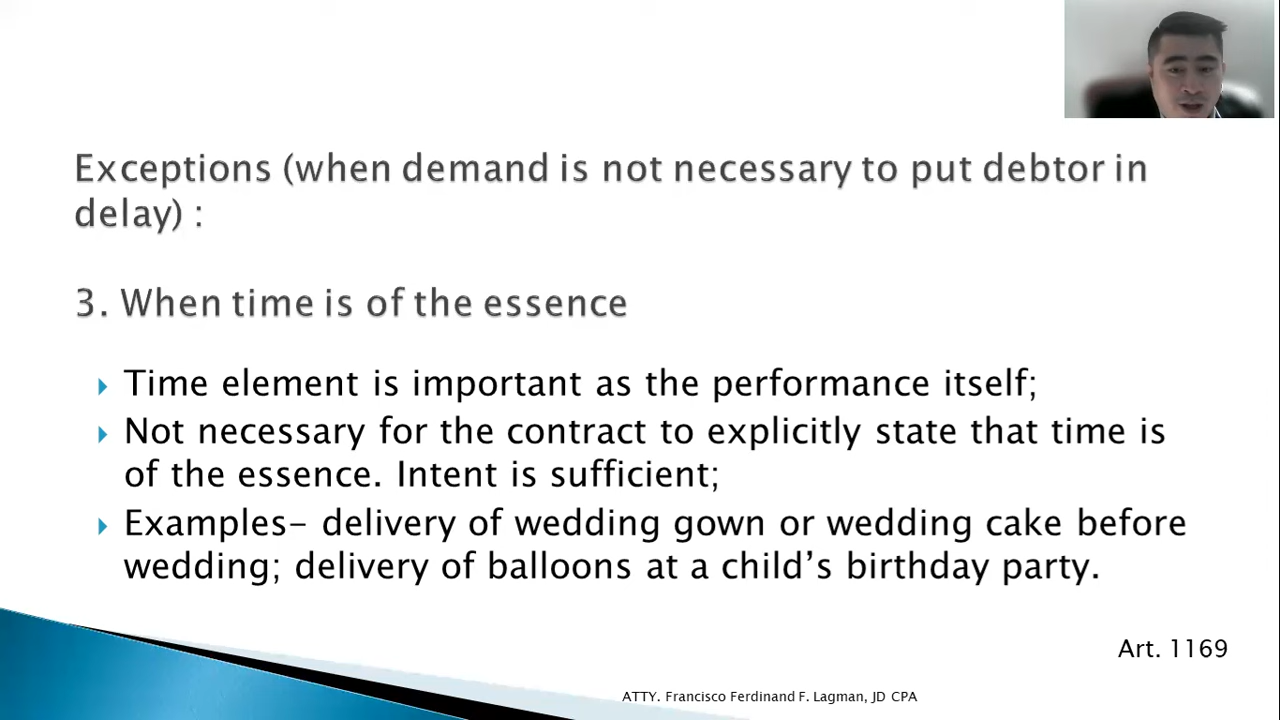 Exceptions (when demand is not necessary to put debtor in
delay) :
3. When time is of the essence
Time element is important as the performance itself;
Not necessary for the contract to explicitly state that time is
of the essence. Intent is sufficient;
Examples– delivery of wedding gown or wedding cake before
wedding; delivery of balloons at a child’s birthday party.
Art. 1169
ATTY. Francisco Ferdinand F. Lagman, JD CPA